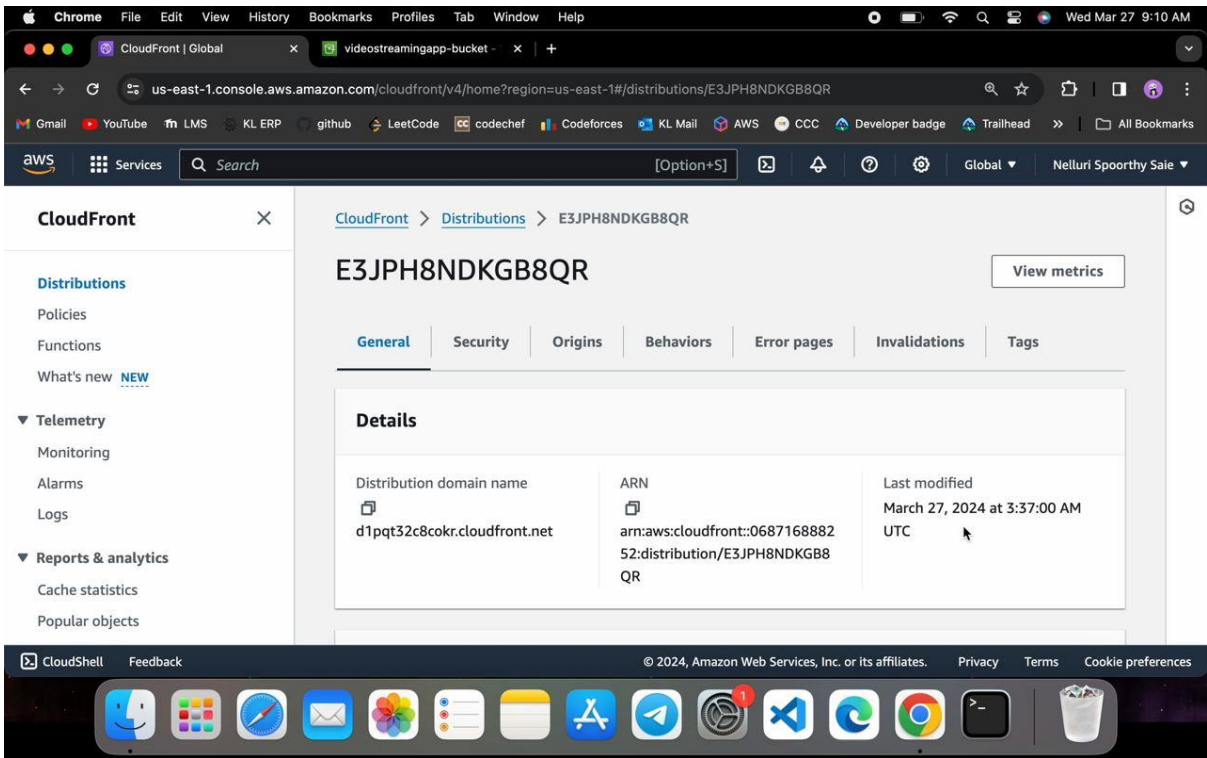 Chrome File Edit View History Bookmarks Profiles Tab Window Help Wed Mar 27 9:10 AM
CloudFront | Global videostreamingapp-bucket -
us-east-1.console.aws.amazon.com/cloudfront/v4/home?region=us-east-1#/distributions/E3JPH8NDKGB8QR
Gmail YouTube LMS KL ERP github LeetCode codechef Codeforces KL Mail AWS CCC Developer badge Trailhead » All Bookmarks
aws Services Search [Option+S] Global Nelluri Spoorthy Saie
CloudFront
Distributions
Policies
Functions
What's new NEW
Telemetry
Monitoring
Alarms
Logs
Reports & analytics
Cache statistics
Popular objects
CloudFront > Distributions > E3JPH8NDKGB8QR
E3JPH8NDKGB8QR
View metrics
General Security Origins Behaviors Error pages Invalidations Tags
Details
Distribution domain name
d1pqt32c8cokr.cloudfront.net
ARN
arn:aws:cloudfront::0687168882
52:distribution/E3JPH8NDKGB8
QR
Last modified
March 27, 2024 at 3:37:00 AM
UTC
CloudShell Feedback © 2024, Amazon Web Services, Inc. or its affiliates. Privacy Terms Cookie preferences
1